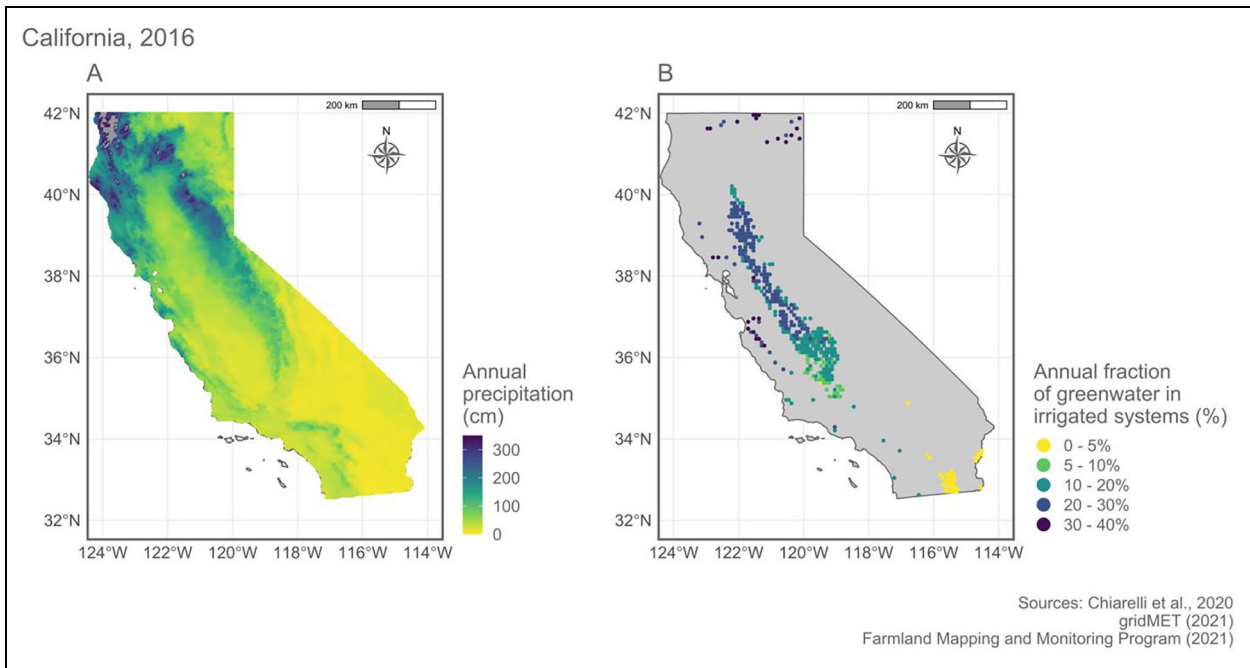 California, 2016
A
200 km
N
42°N
40°N
38°N
36°N
34°N
32°N
124°W 122°W 120°W 118°W 116°W 114°W
Annual
precipitation
(cm)
300
200
100
0
B
200 km
N
42°N
40°N
38°N
36°N
34°N
32°N
124°W 122°W 120°W 118°W 116°W 114°W
Annual fraction
of greenwater in
irrigated systems (%)
0 - 5%
5 - 10%
10 - 20%
20 - 30%
30 - 40%
Sources: Chiarelli et al., 2020
gridMET (2021)
Farmland Mapping and Monitoring Program (2021)